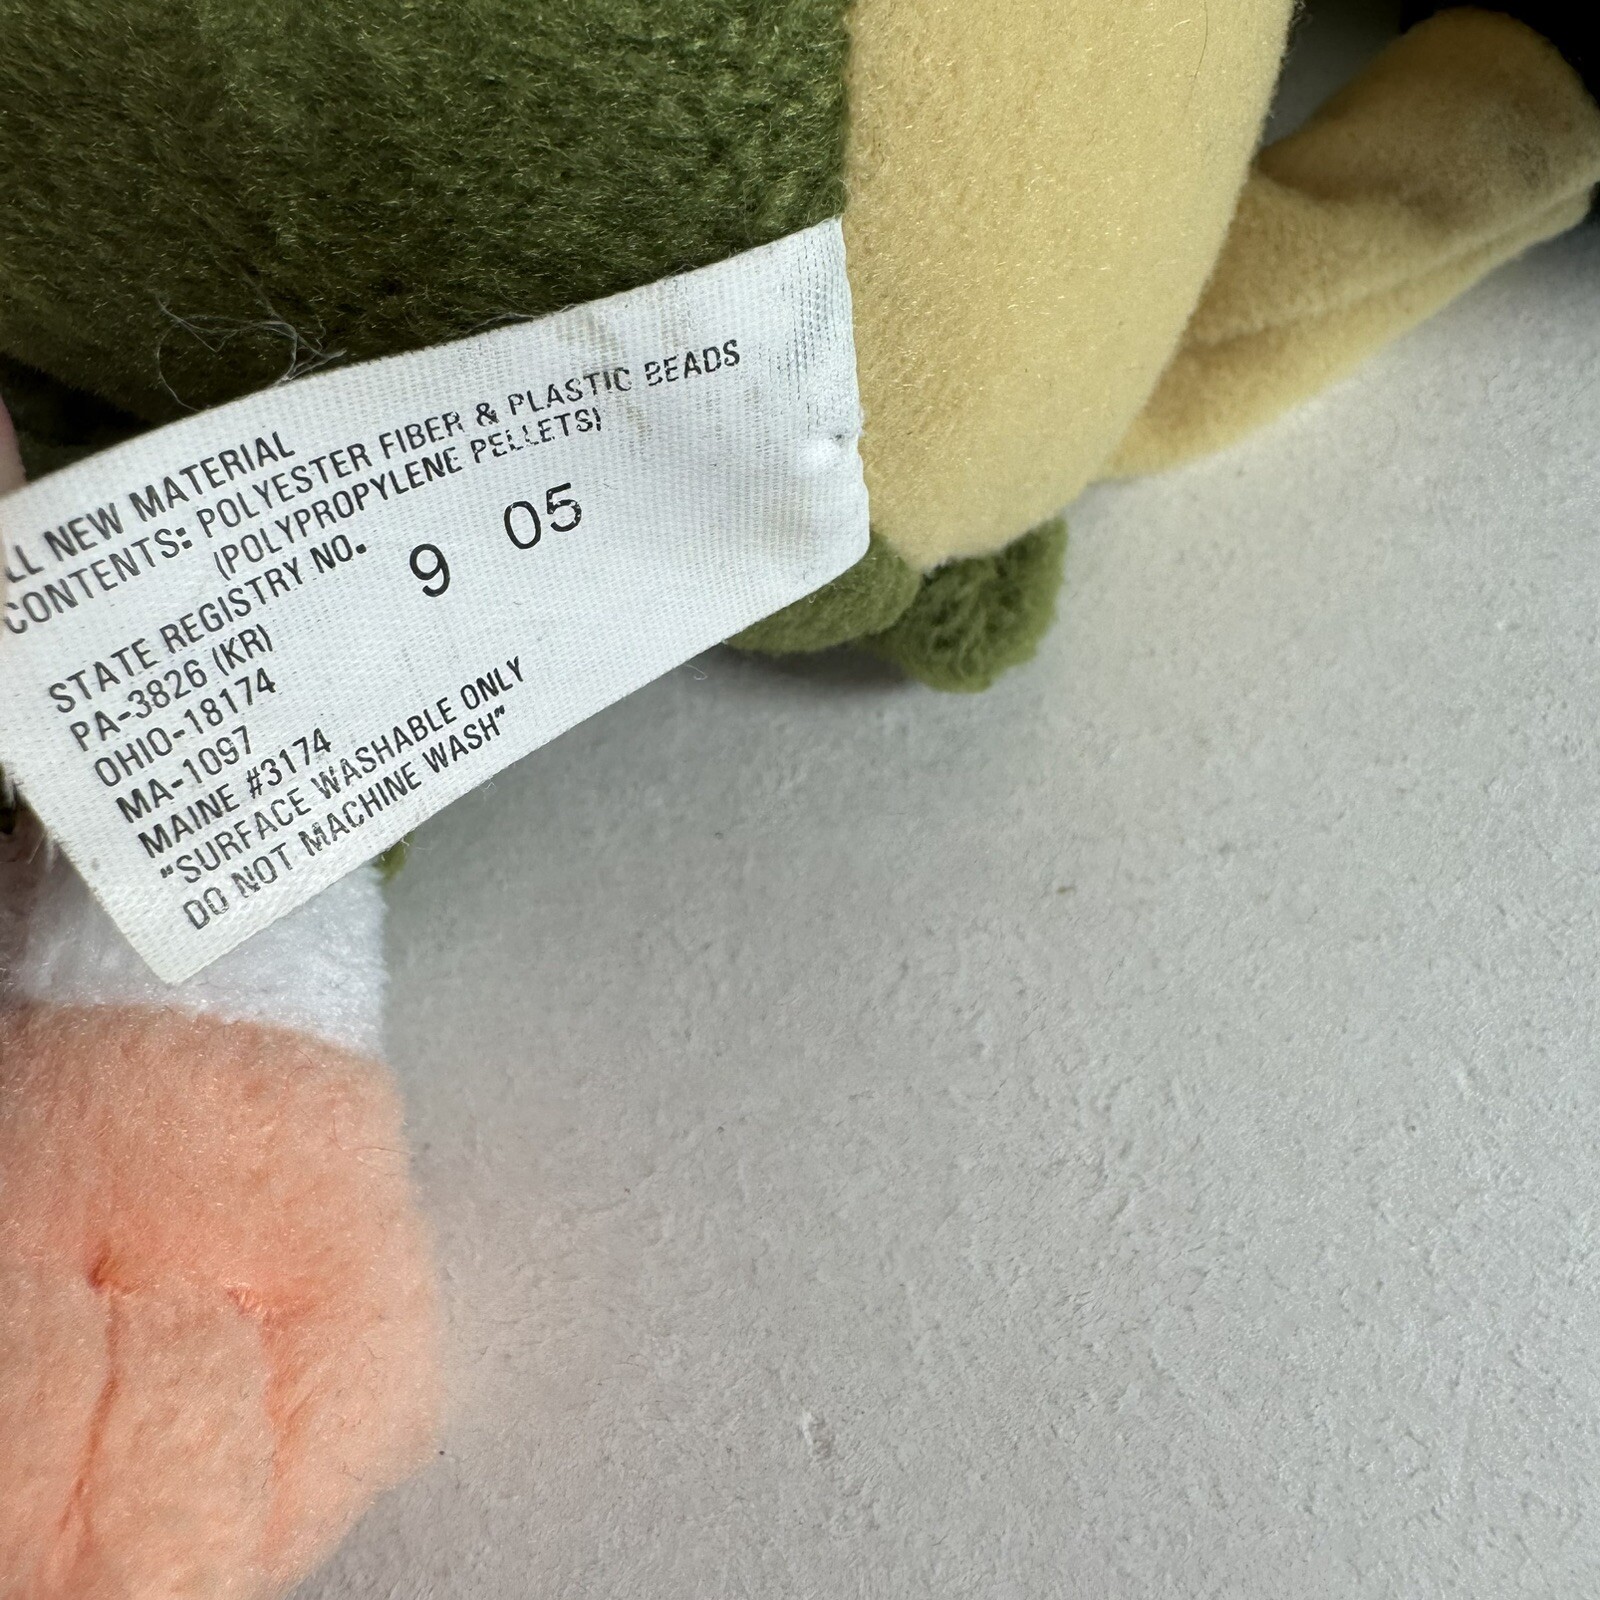 LL NEW MATERIAL
CONTENTS: POLYESTER FIBER & PLASTIC BEADS
(POLYPROPYLENE PELLETS)
STATE REGISTRY NO. 9 05
PA-3826 (KR)
OHIO-18174
MA-1097
MAINE #3174
"SURFACE WASHABLE ONLY
DO NOT MACHINE WASH"